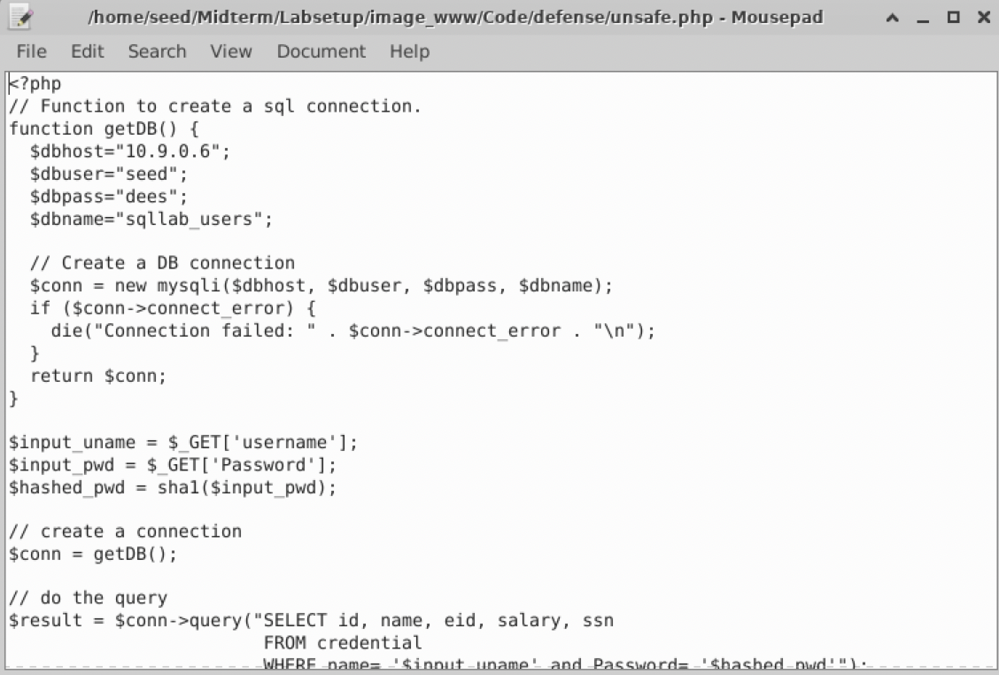 /home/seed/Midterm/Labsetup/image_www/Code/defense/unsafe.php - Mousepad
File Edit Search View Document Help
<?php
// Function to create a sql connection.
function getDB() {
  $dbhost="10.9.0.6";
  $dbuser="seed";
  $dbpass="dees";
  $dbname="sqllab_users";

  // Create a DB connection
  $conn = new mysqli($dbhost, $dbuser, $dbpass, $dbname);
  if ($conn->connect_error) {
    die("Connection failed: " . $conn->connect_error . "\n");
  }
  return $conn;
}

$input_uname = $_GET['username'];
$input_pwd = $_GET['Password'];
$hashed_pwd = sha1($input_pwd);

// create a connection
$conn = getDB();

// do the query
$result = $conn->query("SELECT id, name, eid, salary, ssn
                        FROM credential
                        WHERE name= '$input_uname' and Password= '$hashed_pwd'");